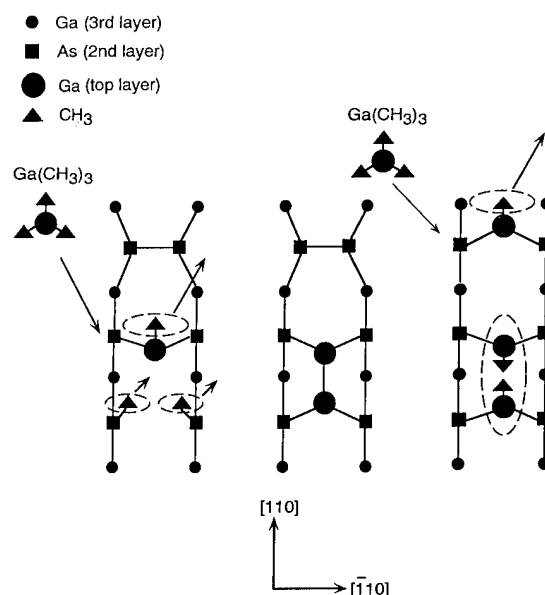 Ga (3rd layer)
As (2nd layer)
Ga (top layer)
CH₃
Ga(CH₃)₃
Ga(CH₃)₃
[110]
[1̄10]